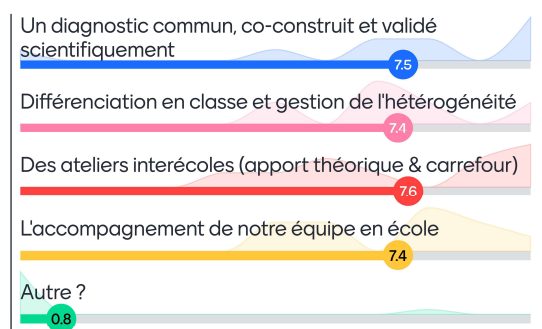 Un diagnostic commun, co-construit et validé
scientifiquement
7.5
Différenciation en classe et gestion de l'hétérogénéité
7.4
Des ateliers interécoles (apport théorique & carrefour)
7.6
L'accompagnement de notre équipe en école
7.4
Autre ?
0.8